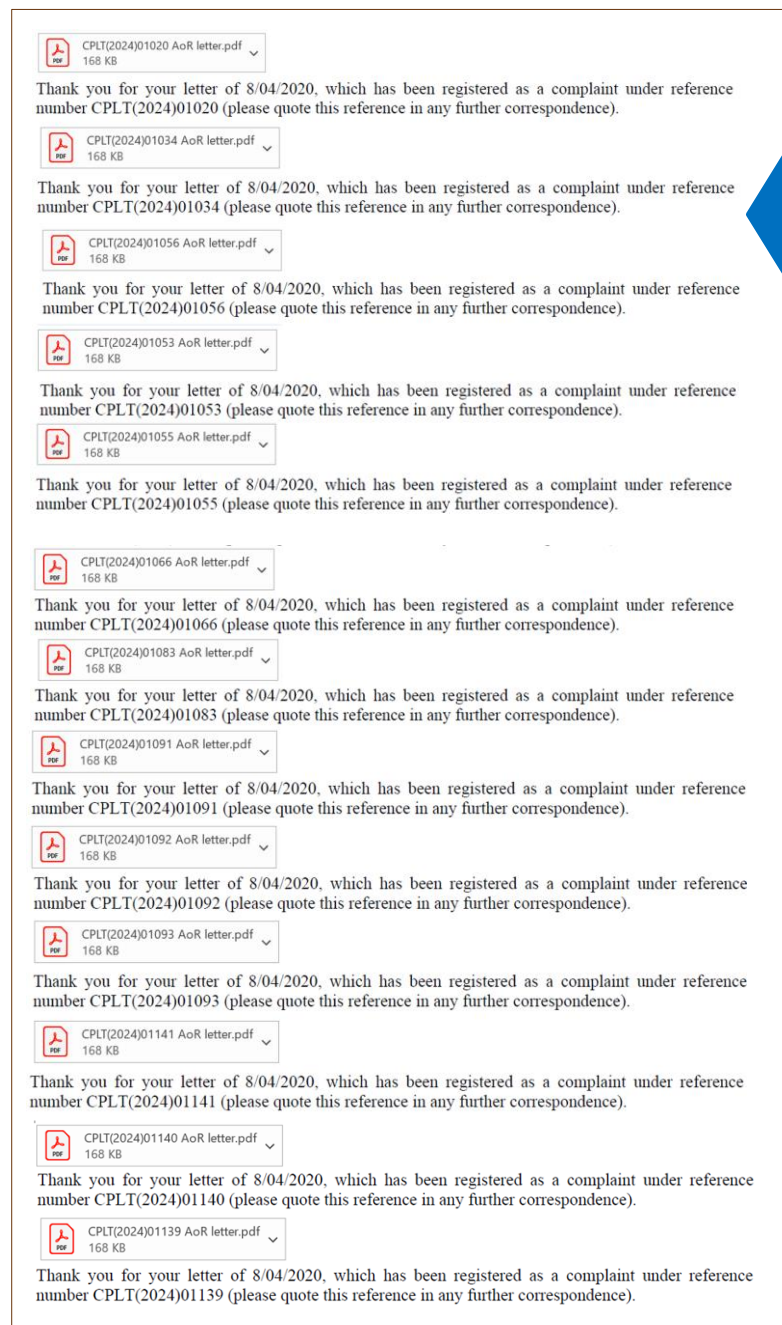 CPLT(2024)01020 AoR letter.pdf
PDF
168 KB
Thank you for your letter of 8/04/2020, which has been registered as a complaint under reference
number CPLT(2024)01020 (please quote this reference in any further correspondence).
CPLT(2024)01034 AoR letter.pdf
PDF
168 KB
Thank you for your letter of 8/04/2020, which has been registered as a complaint under reference
number CPLT(2024)01034 (please quote this reference in any further correspondence).
CPLT(2024)01056 AoR letter.pdf
PDF
168 KB
Thank you for your letter of 8/04/2020, which has been registered as a complaint under reference
number CPLT(2024)01056 (please quote this reference in any further correspondence).
CPLT(2024)01053 AoR letter.pdf
PDF
168 KB
Thank you for your letter of 8/04/2020, which has been registered as a complaint under reference
number CPLT(2024)01053 (please quote this reference in any further correspondence).
CPLT(2024)01055 AoR letter.pdf
PDF
168 KB
Thank you for your letter of 8/04/2020, which has been registered as a complaint under reference
number CPLT(2024)01055 (please quote this reference in any further correspondence).
CPLT(2024)01066 AoR letter.pdf
PDF
168 KB
Thank you for your letter of 8/04/2020, which has been registered as a complaint under reference
number CPLT(2024)01066 (please quote this reference in any further correspondence).
CPLT(2024)01083 AoR letter.pdf
PDF
168 KB
Thank you for your letter of 8/04/2020, which has been registered as a complaint under reference
number CPLT(2024)01083 (please quote this reference in any further correspondence).
CPLT(2024)01091 AoR letter.pdf
PDF
168 KB
Thank you for your letter of 8/04/2020, which has been registered as a complaint under reference
number CPLT(2024)01091 (please quote this reference in any further correspondence).
CPLT(2024)01092 AoR letter.pdf
PDF
168 KB
Thank you for your letter of 8/04/2020, which has been registered as a complaint under reference
number CPLT(2024)01092 (please quote this reference in any further correspondence).
CPLT(2024)01093 AoR letter.pdf
PDF
168 KB
Thank you for your letter of 8/04/2020, which has been registered as a complaint under reference
number CPLT(2024)01093 (please quote this reference in any further correspondence).
CPLT(2024)01141 AoR letter.pdf
PDF
168 KB
Thank you for your letter of 8/04/2020, which has been registered as a complaint under reference
number CPLT(2024)01141 (please quote this reference in any further correspondence).
CPLT(2024)01140 AoR letter.pdf
PDF
168 KB
Thank you for your letter of 8/04/2020, which has been registered as a complaint under reference
number CPLT(2024)01140 (please quote this reference in any further correspondence).
CPLT(2024)01139 AoR letter.pdf
PDF
168 KB
Thank you for your letter of 8/04/2020, which has been registered as a complaint under reference
number CPLT(2024)01139 (please quote this reference in any further correspondence).